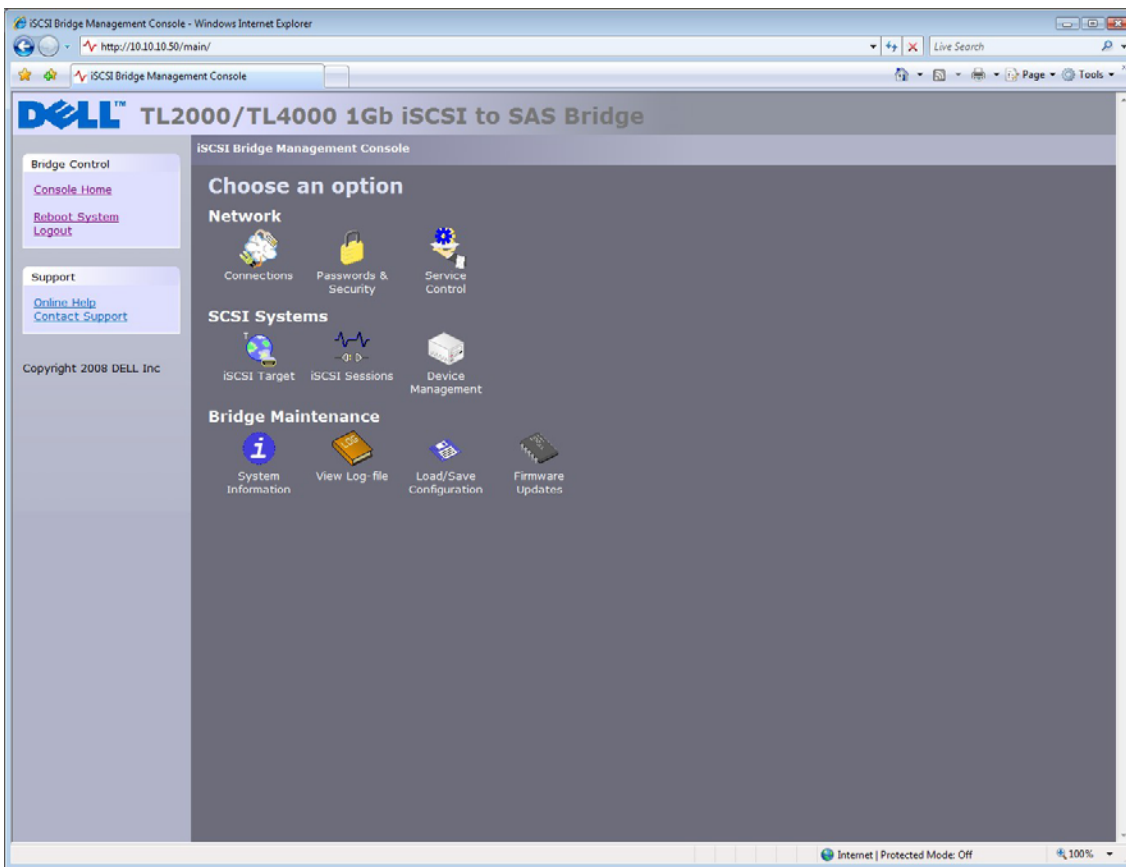 iSCSI Bridge Management Console - Windows Internet Explorer
http://10.10.10.50/main/
Live Search
iSCSI Bridge Management Console
Page
Tools
DELL™ TL2000/TL4000 1Gb iSCSI to SAS Bridge
iSCSI Bridge Management Console
Bridge Control
Console Home
Reboot System
Logout
Support
Online Help
Contact Support
Copyright 2008 DELL Inc
Choose an option
Network
Connections
Passwords &
Security
Service
Control
SCSI Systems
iSCSI Target
iSCSI Sessions
Device
Management
Bridge Maintenance
System
Information
View Log-file
Load/Save
Configuration
Firmware
Updates
Internet | Protected Mode: Off
100%